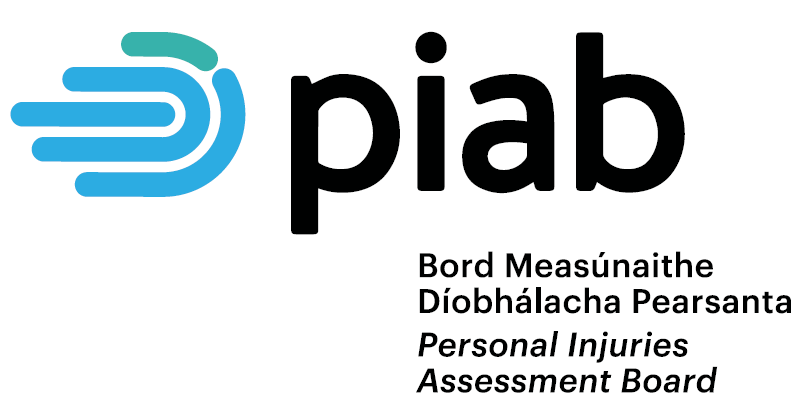 piab
Bord Measúnaithe
Díobhálacha Pearsanta
Personal Injuries
Assessment Board